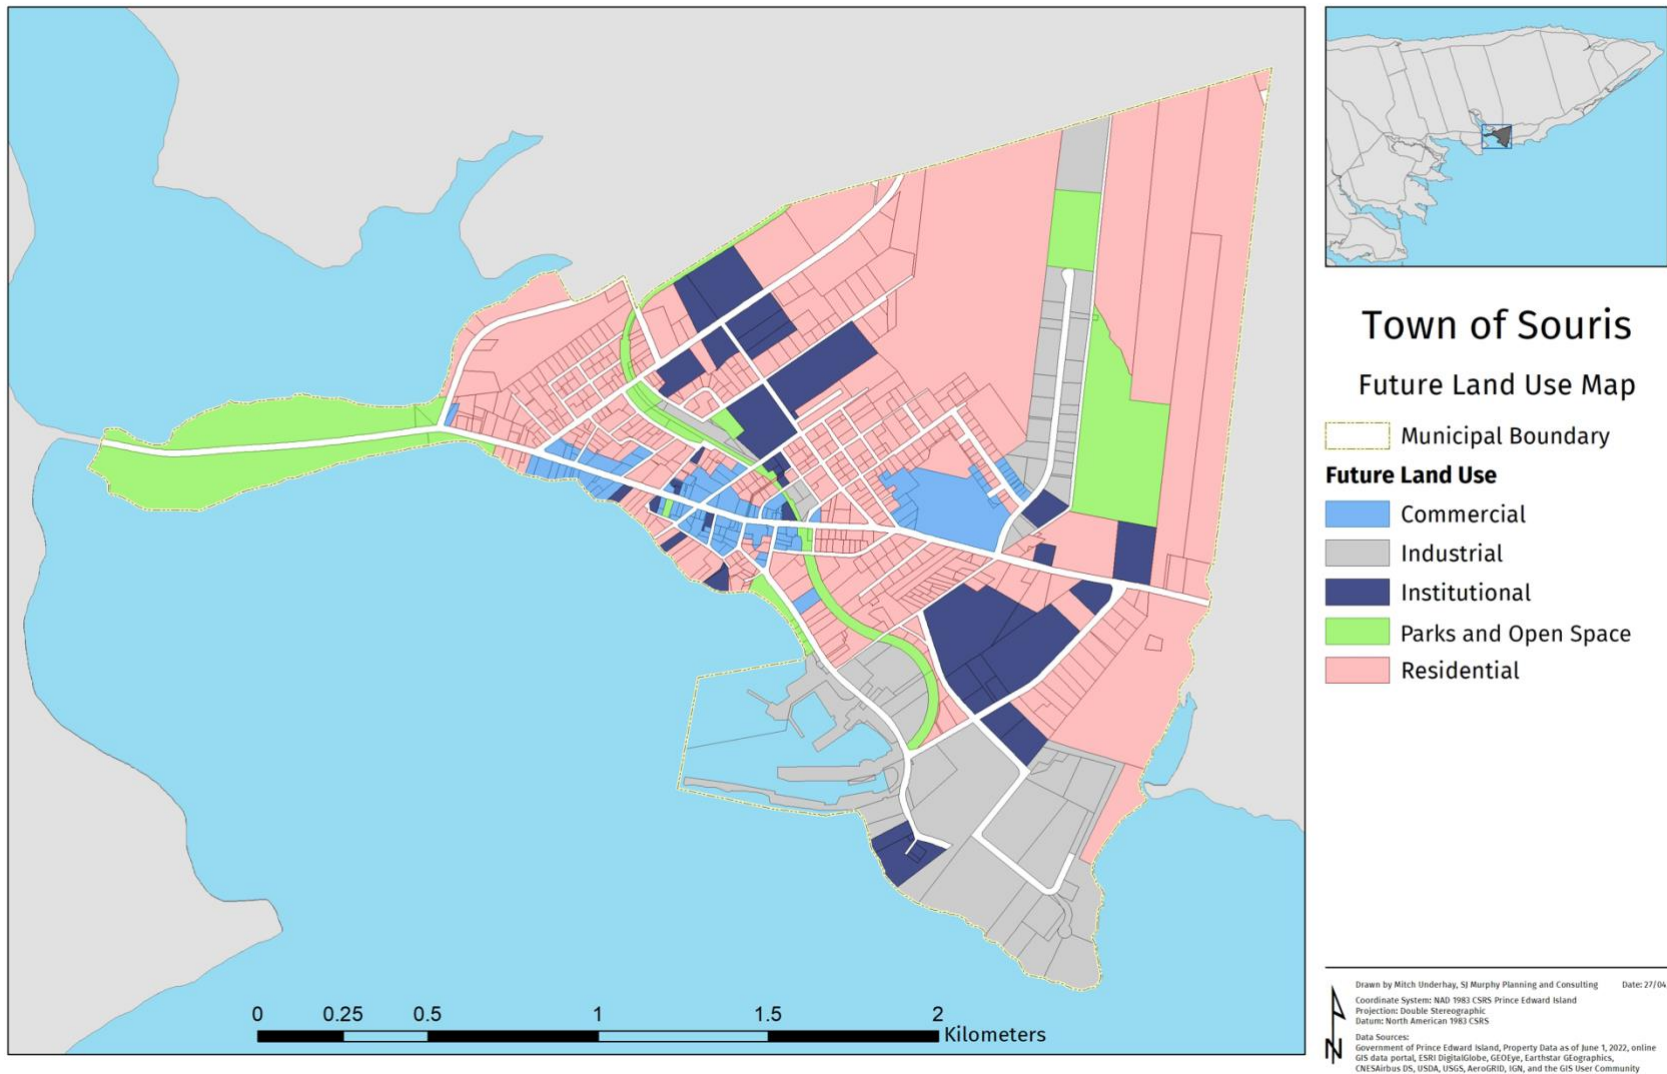 Town of Souris
Future Land Use Map
Municipal Boundary
Future Land Use
Commercial
Industrial
Institutional
Parks and Open Space
Residential
0 0.25 0.5 1 1.5 2
Kilometers
Drawn by Mitch Underhay, SJ Murphy Planning and Consulting Date: 27/04
Coordinate System: NAD 1983 CSRS Prince Edward Island
Projection: Double Stereographic
Datum: North American 1983 CSRS
N
Data Sources:
Government of Prince Edward Island, Property Data as of June 1, 2022, online
GIS data portal, ESRI DigitalGlobe, GEOEye, Earthstar GEographics,
CNESAirbus DS, USDA, USGS, AeroGRID, IGN, and the GIS User Community